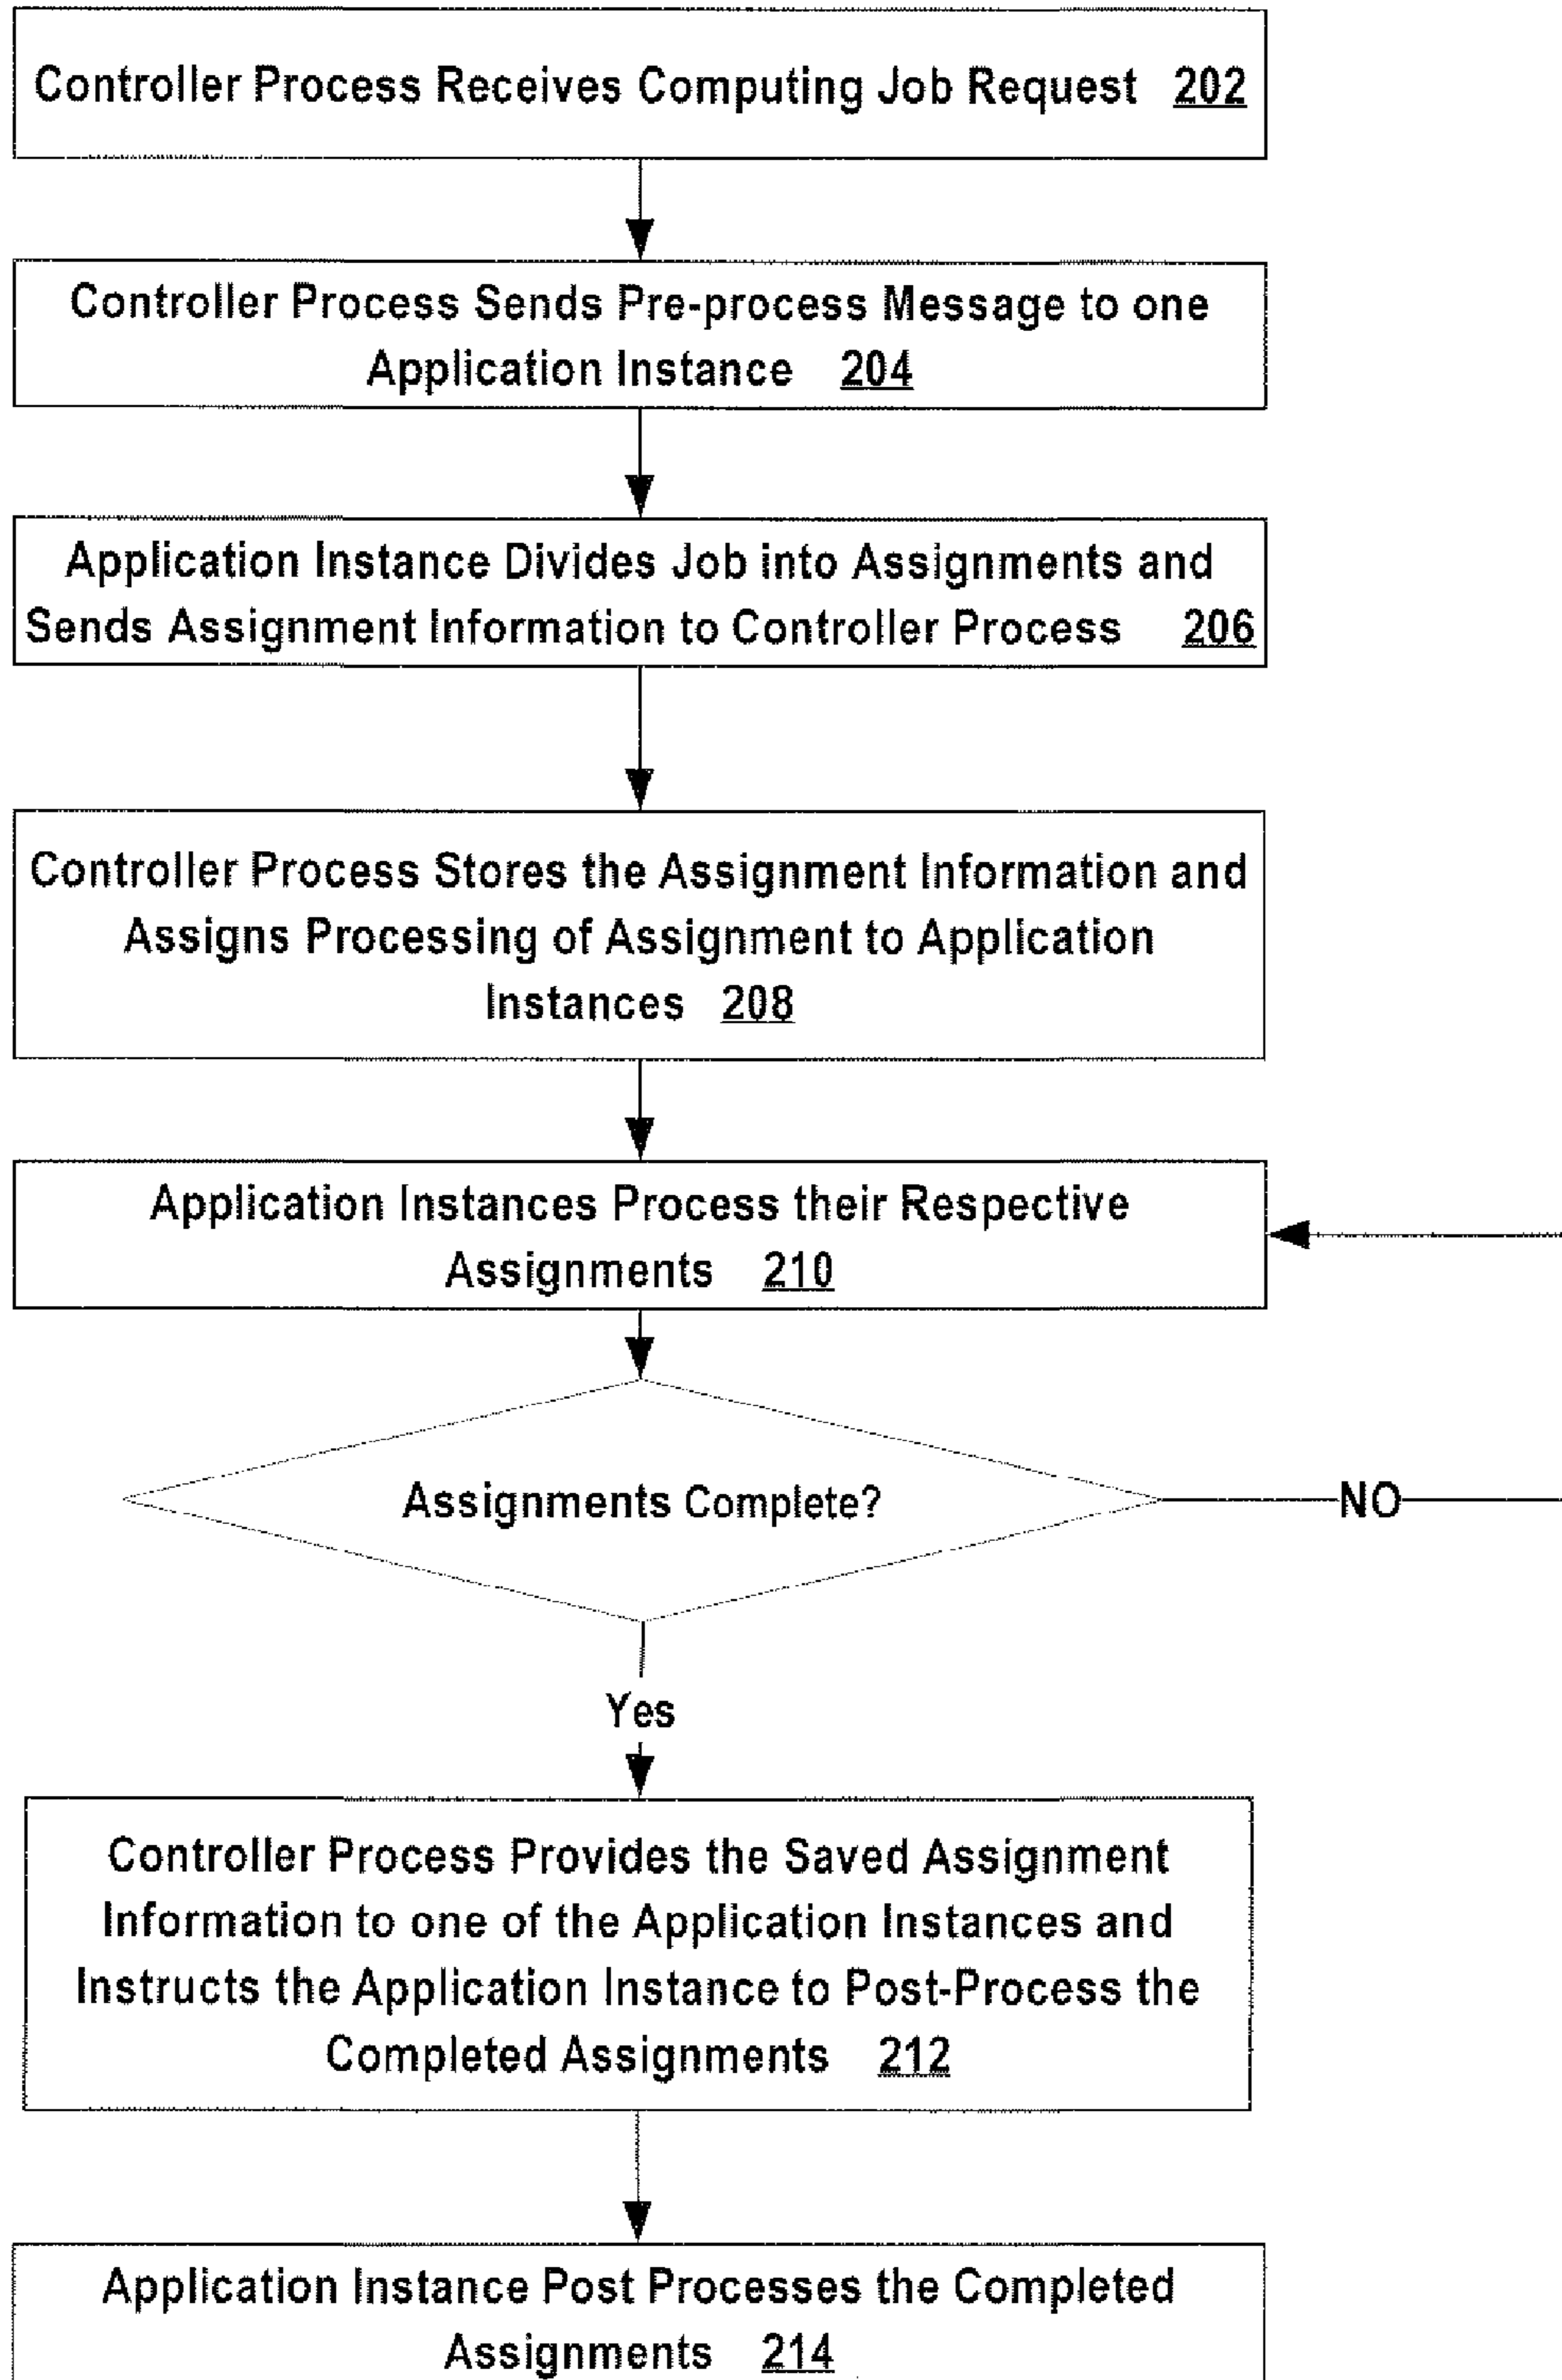 Controller Process Receives Computing Job Request 202
Controller Process Sends Pre-process Message to one
Application Instance 204
Application Instance Divides Job into Assignments and
Sends Assignment Information to Controller Process 206
Controller Process Stores the Assignment Information and
Assigns Processing of Assignment to Application
Instances 208
Application Instances Process their Respective
Assignments 210
Assignments Complete?
NO
Yes
Controller Process Provides the Saved Assignment
Information to one of the Application Instances and
Instructs the Application Instance to Post-Process the
Completed Assignments 212
Application Instance Post Processes the Completed
Assignments 214